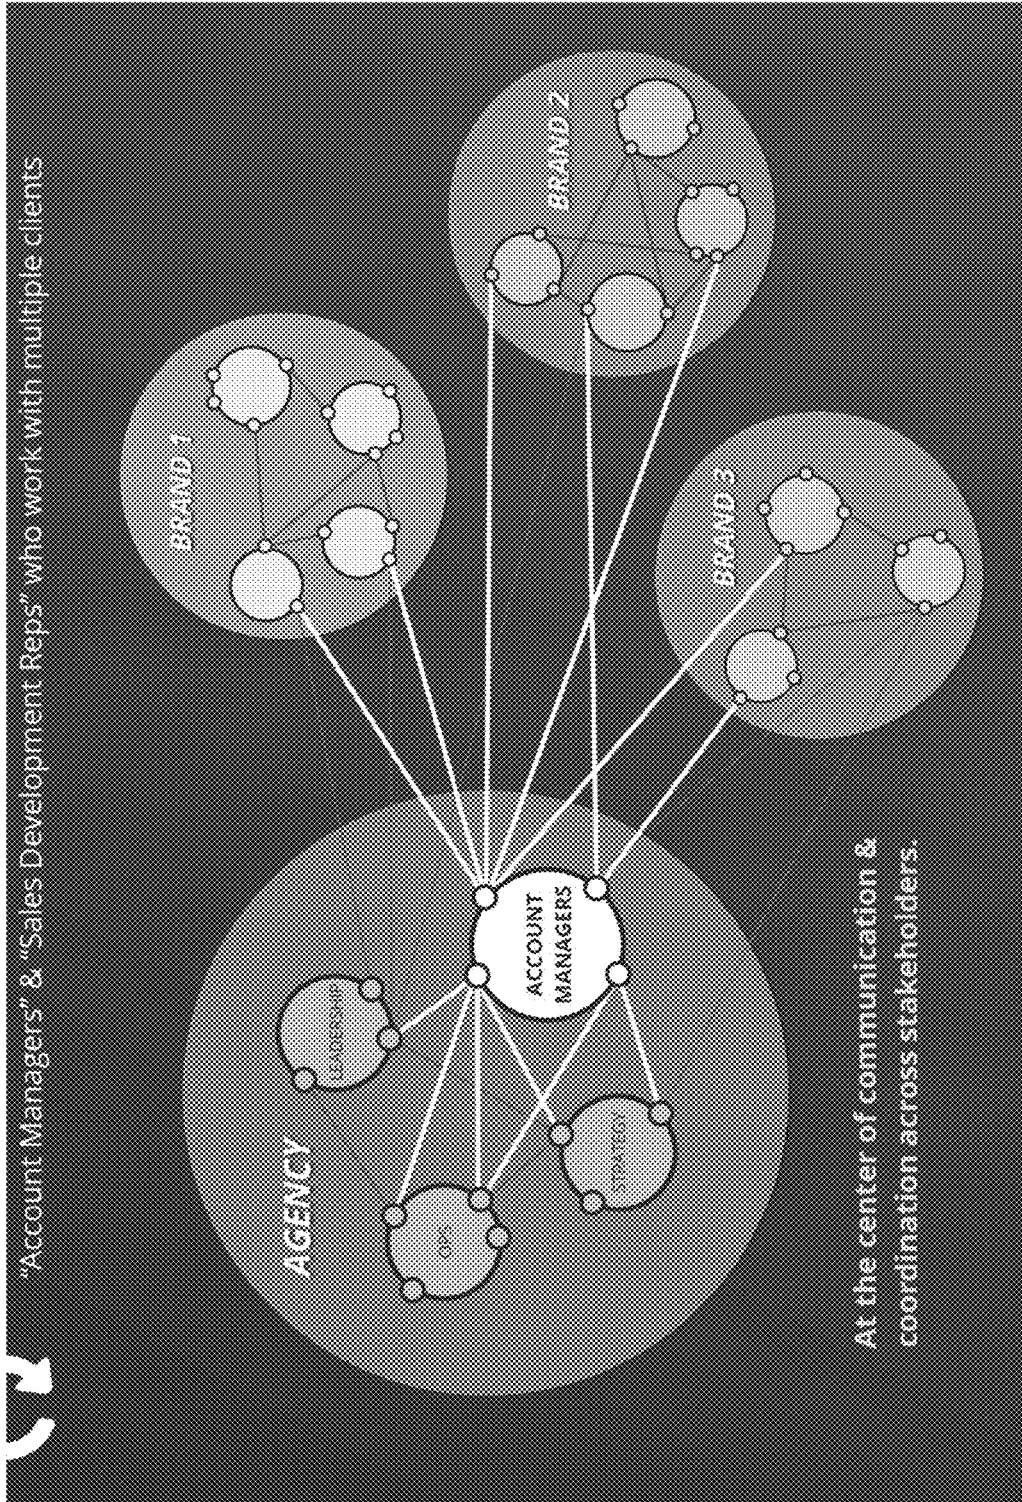 “Account Managers” & “Sales Development Reps” who work with multiple clients
AGENCY
LEADERSHIP
OPS
STRATEGY
ACCOUNT
MANAGERS
BRAND 1
BRAND 2
BRAND 3
At the center of communication &
coordination across stakeholders.